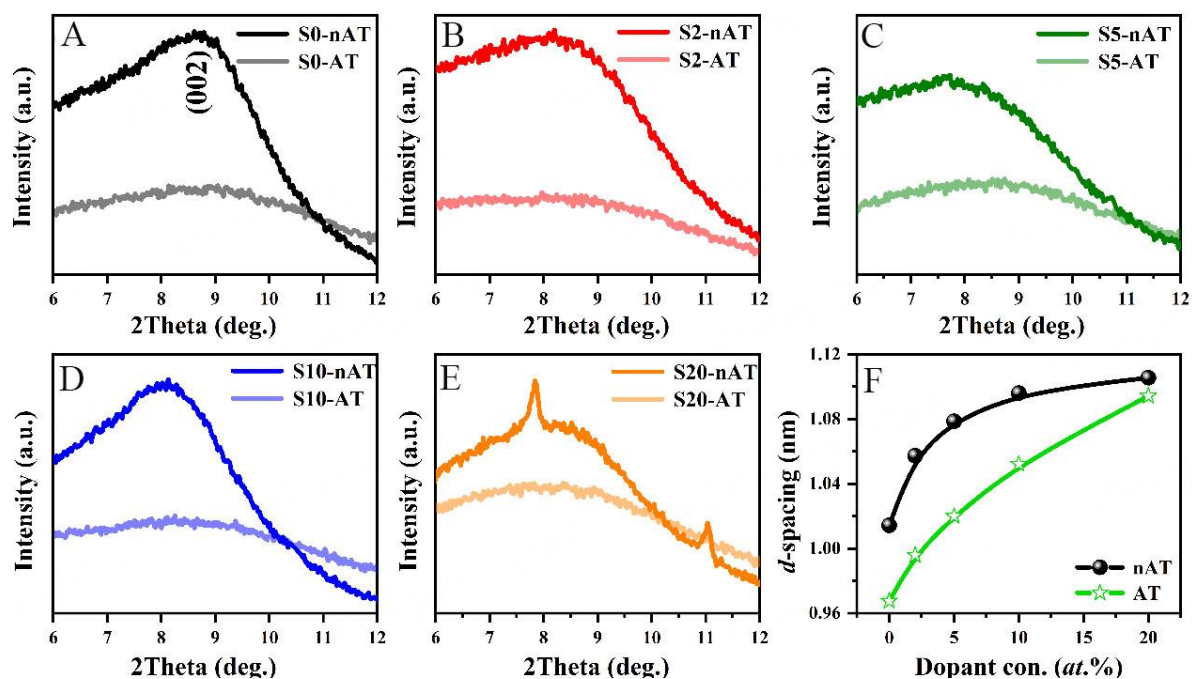 A
S0-nAT
S0-AT
(002)
Intensity (a.u.)
6 7 8 9 10 11 12
2Theta (deg.)
B
S2-nAT
S2-AT
Intensity (a.u.)
6 7 8 9 10 11 12
2Theta (deg.)
C
S5-nAT
S5-AT
Intensity (a.u.)
6 7 8 9 10 11 12
2Theta (deg.)
D
S10-nAT
S10-AT
Intensity (a.u.)
6 7 8 9 10 11 12
2Theta (deg.)
E
S20-nAT
S20-AT
Intensity (a.u.)
6 7 8 9 10 11 12
2Theta (deg.)
F
1.12
1.08
1.04
1.00
0.96
d-spacing (nm)
nAT
AT
0 5 10 15 20
Dopant con. (at.%)